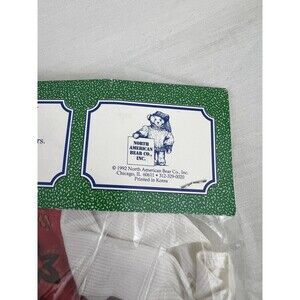 rs.
NORTH
AMERICAN
BEAR CO.,
INC.
© 1992 North American Bear Co., Inc.
Chicago, IL 60611 • 312-329-0020
Printed in Korea